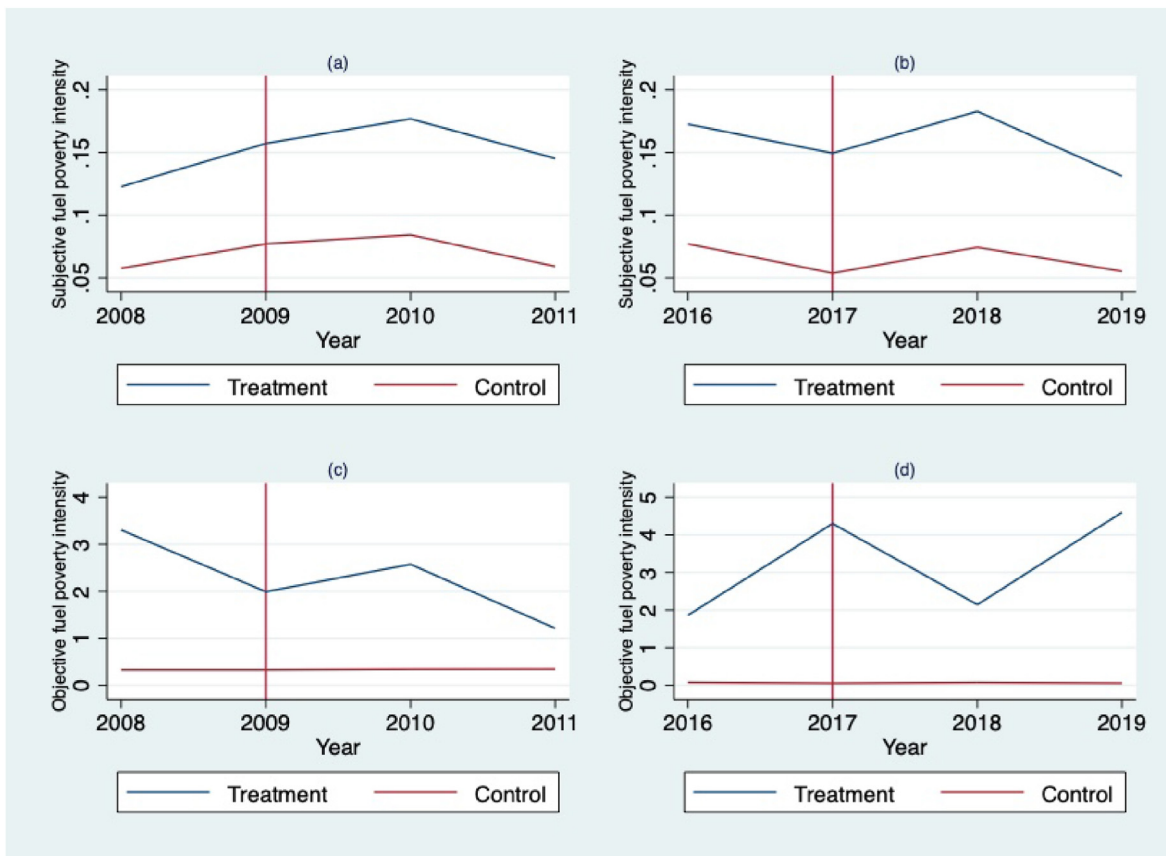 (a)
Subjective fuel poverty intensity
.2
.15
.1
.05
2008 2009 2010 2011
Year
Treatment Control
(b)
Subjective fuel poverty intensity
.2
.15
.1
.05
2016 2017 2018 2019
Year
Treatment Control
(c)
Objective fuel poverty intensity
4
3
2
1
0
2008 2009 2010 2011
Year
Treatment Control
(d)
Objective fuel poverty intensity
5
4
3
2
1
0
2016 2017 2018 2019
Year
Treatment Control